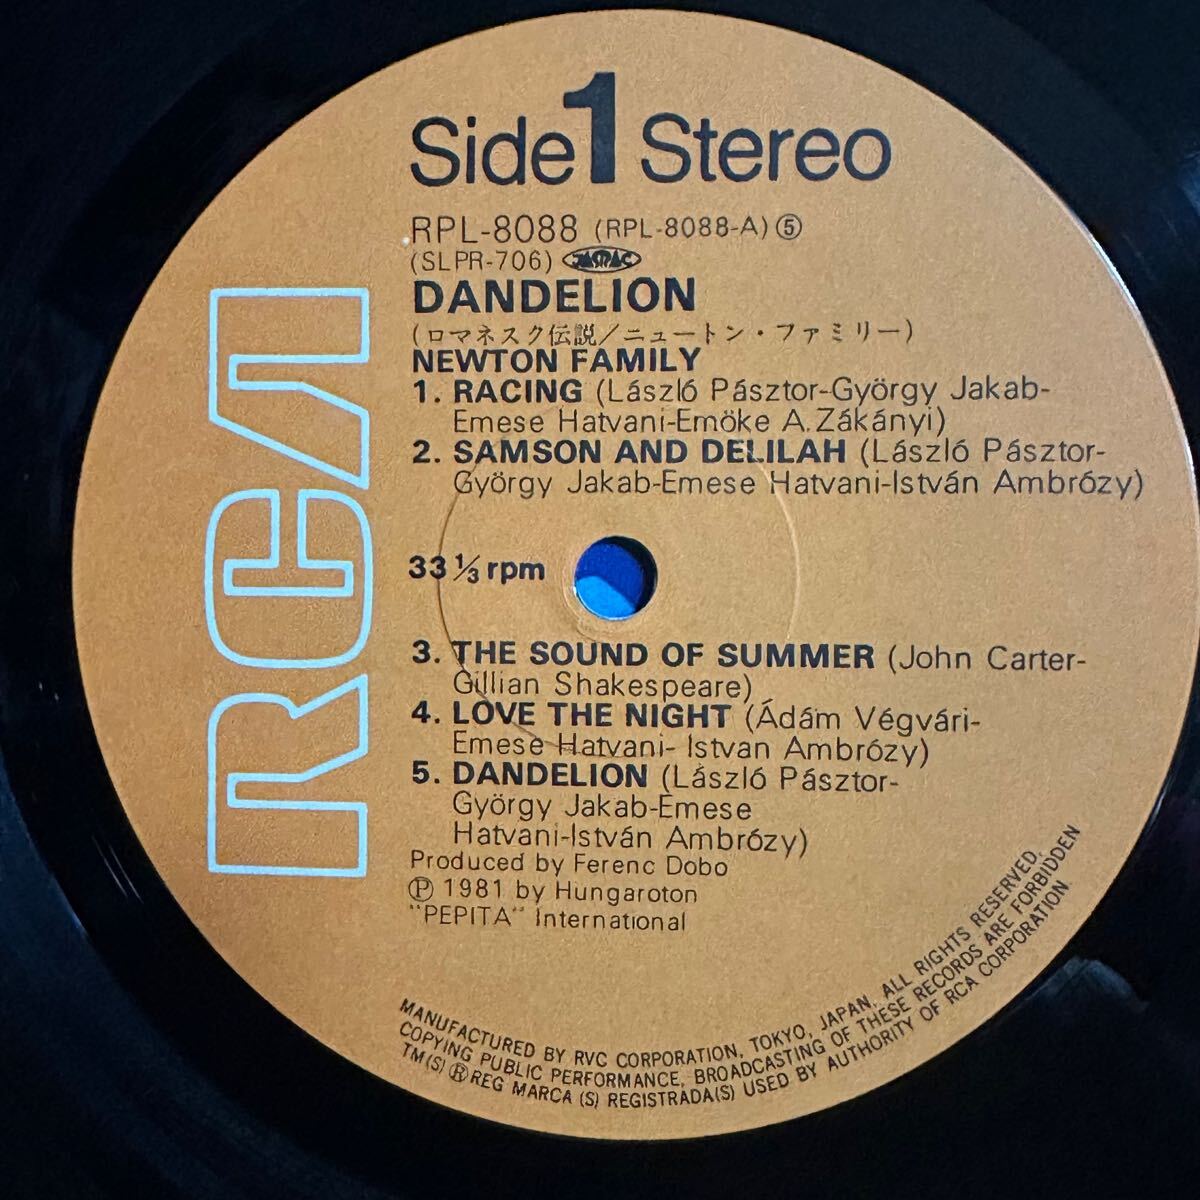 Side 1 Stereo
RPL-8088 (RPL-8088-A) ⑤
(SLPR-706) JASRAC
DANDELION
(ロマネスク伝説/ニュートン・ファミリー)
NEWTON FAMILY
1. RACING (László Pásztor-György Jakab-
Emese Hatvani-Emöke A. Zákányi)
2. SAMSON AND DELILAH (László Pásztor-
György Jakab-Emese Hatvani-István Ambrózy)
33 ⅓ rpm
3. THE SOUND OF SUMMER (John Carter-
Gillian Shakespeare)
4. LOVE THE NIGHT (Ádám Végvári-
Emese Hatvani- Istvan Ambrózy)
5. DANDELION (László Pásztor-
György Jakab-Emese
Hatvani-István Ambrózy)
Produced by Ferenc Dobo
Ⓟ 1981 by Hungaroton
"PEPITA" International
RCA
MANUFACTURED BY RVC CORPORATION, TOKYO, JAPAN, ALL RIGHTS RESERVED,
COPYING PUBLIC PERFORMANCE, BROADCASTING OF THESE RECORDS ARE FORBIDDEN
TM(S) ® REG MARCA (S) REGISTRADA(S) USED BY AUTHORITY OF RCA CORPORATION